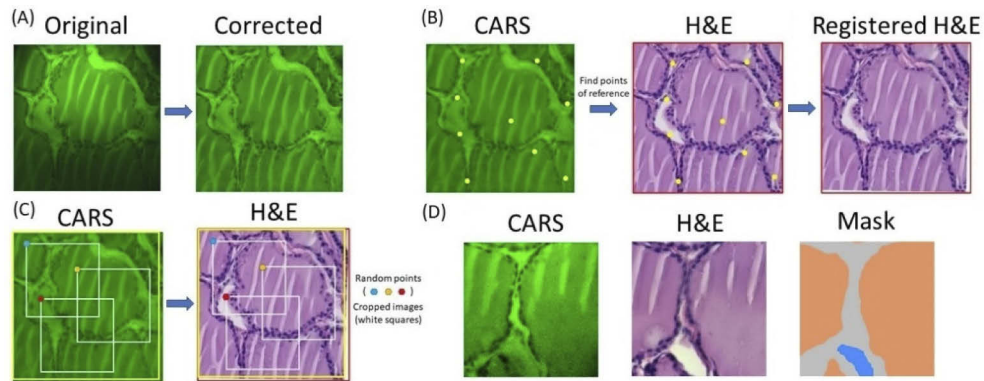 (A)
Original
Corrected
(B)
CARS
H&E
Registered H&E
Find points
of reference
(C)
CARS
H&E
Random points
( )
Cropped images
(white squares)
(D)
CARS
H&E
Mask